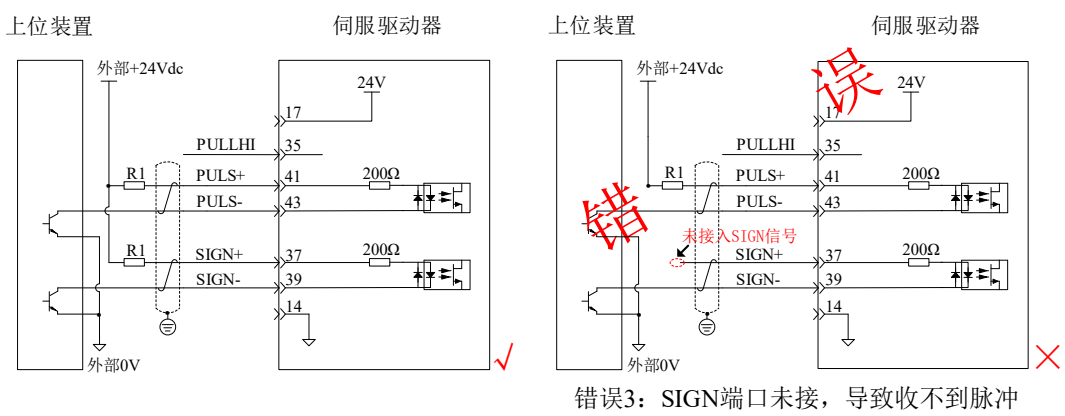 上位装置
伺服驱动器
外部+24Vdc
24V
17
PULLHI
35
R1
PULS+
41
200Ω
PULS-
43
R1
SIGN+
37
200Ω
SIGN-
39
14
外部0V
√
上位装置
伺服驱动器
错误
外部+24Vdc
24V
17
PULLHI
35
R1
PULS+
41
200Ω
PULS-
43
未接入SIGN信号
SIGN+
37
200Ω
SIGN-
39
14
外部0V
×
错误3：SIGN端口未接，导致收不到脉冲